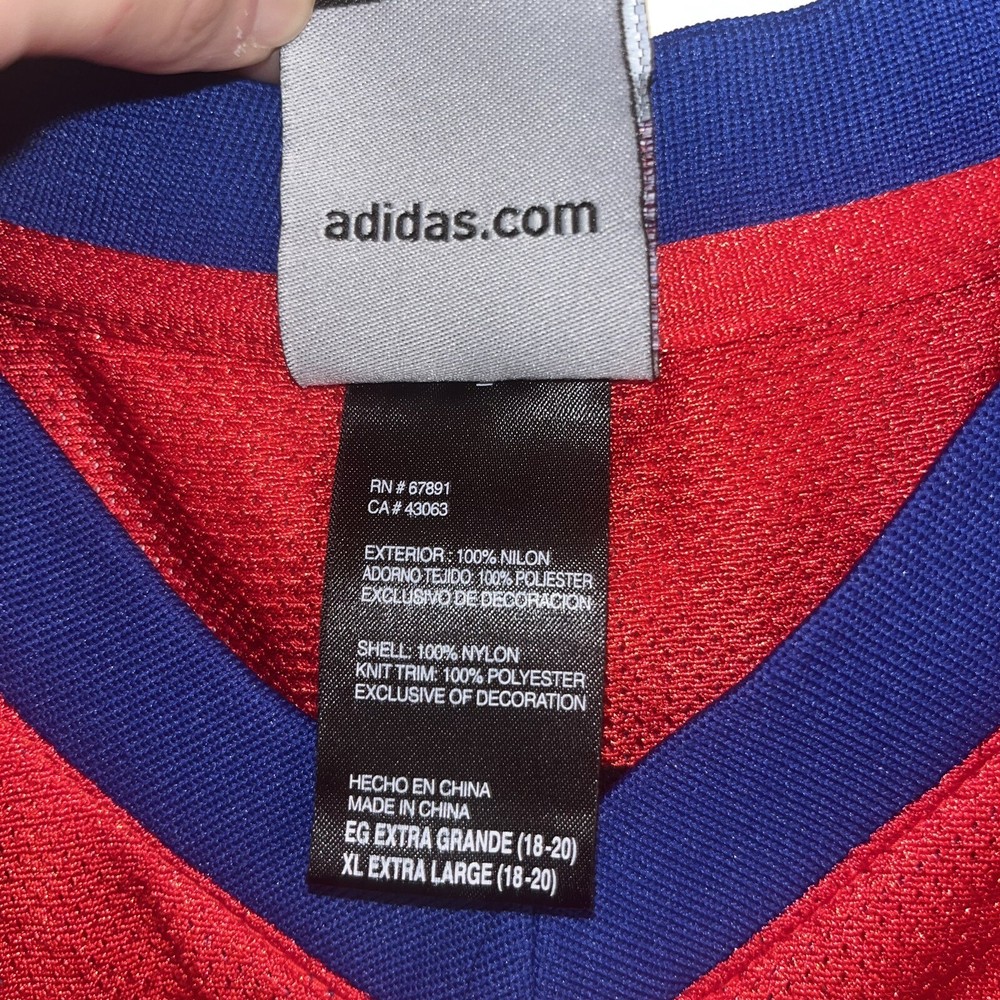 adidas.com
RN # 67891
CA # 43063
EXTERIOR : 100% NILON
ADORNO TEJIDO: 100% POLIESTER
EXCLUSIVO DE DECORACION
SHELL: 100% NYLON
KNIT TRIM: 100% POLYESTER
EXCLUSIVE OF DECORATION
HECHO EN CHINA
MADE IN CHINA
EG EXTRA GRANDE (18-20)
XL EXTRA LARGE (18-20)